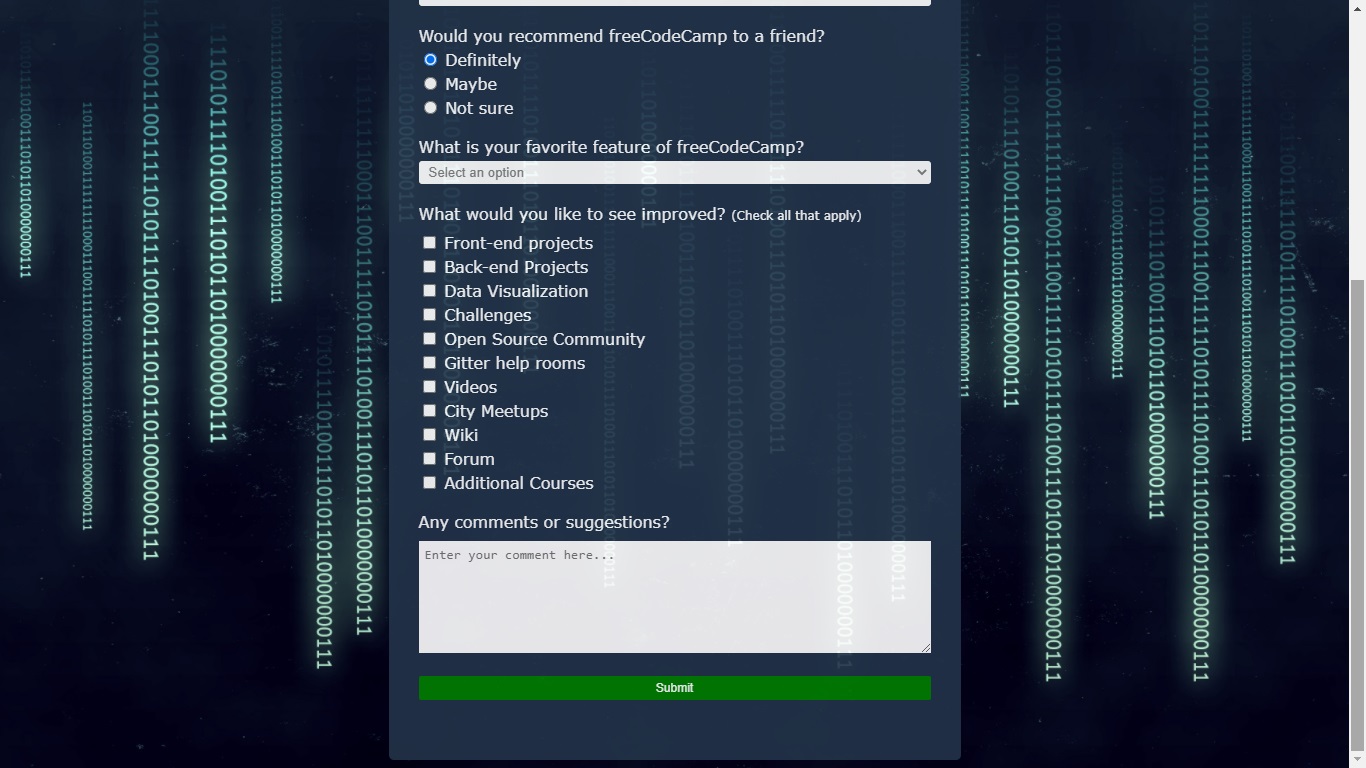 Would you recommend freeCodeCamp to a friend?
Definitely
Maybe
Not sure
What is your favorite feature of freeCodeCamp?
Select an option
What would you like to see improved? (Check all that apply)
Front-end projects
Back-end Projects
Data Visualization
Challenges
Open Source Community
Gitter help rooms
Videos
City Meetups
Wiki
Forum
Additional Courses
Any comments or suggestions?
Enter your comment here...
Submit